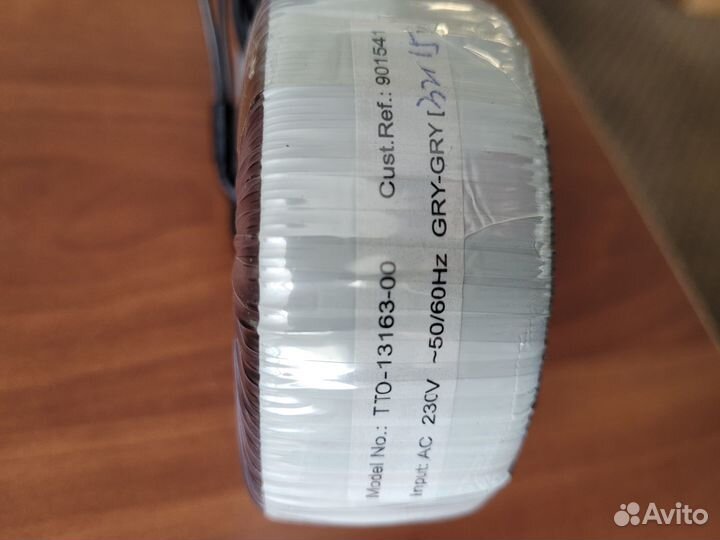 Model No.: TTO-13163-00 Cust.Ref.: 901541
Input: AC 230V ~50/60Hz GRY-GRY [
Avito